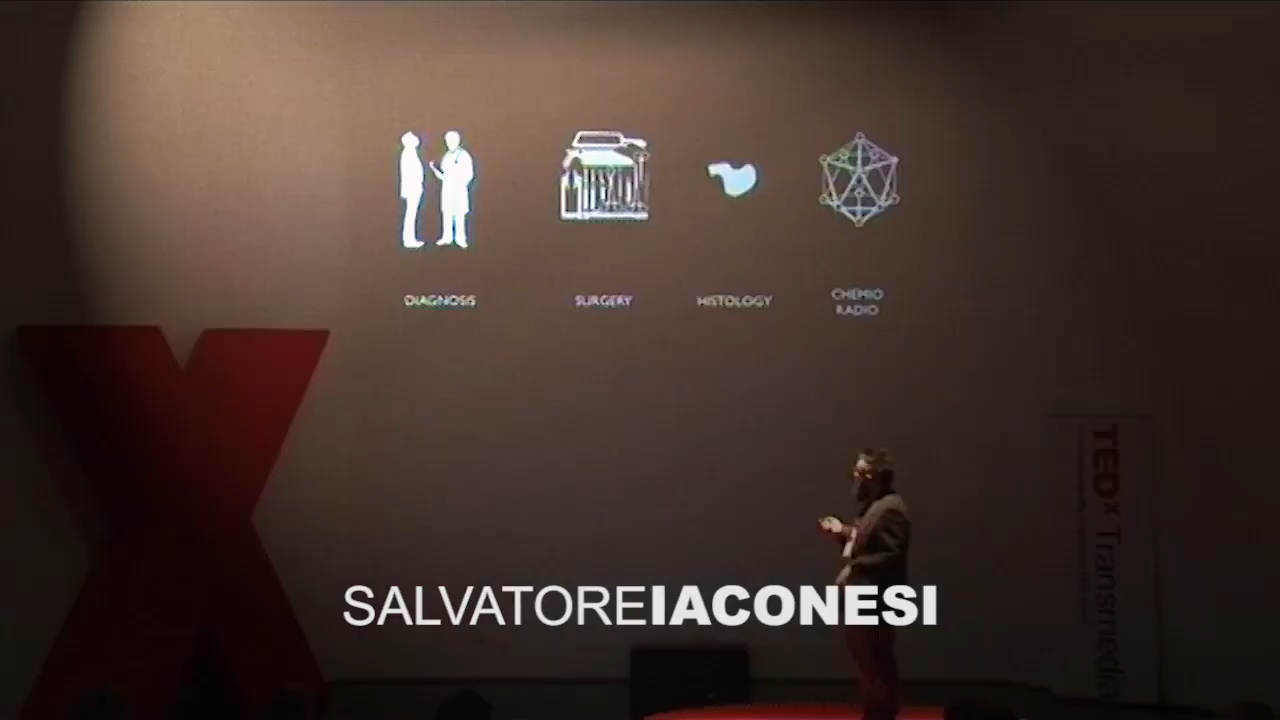 DIAGNOSIS
SURGERY
HISTOLOGY
CHEMIO
RADIO
X
TEDx Transmedia
SALVATOREIACONESI